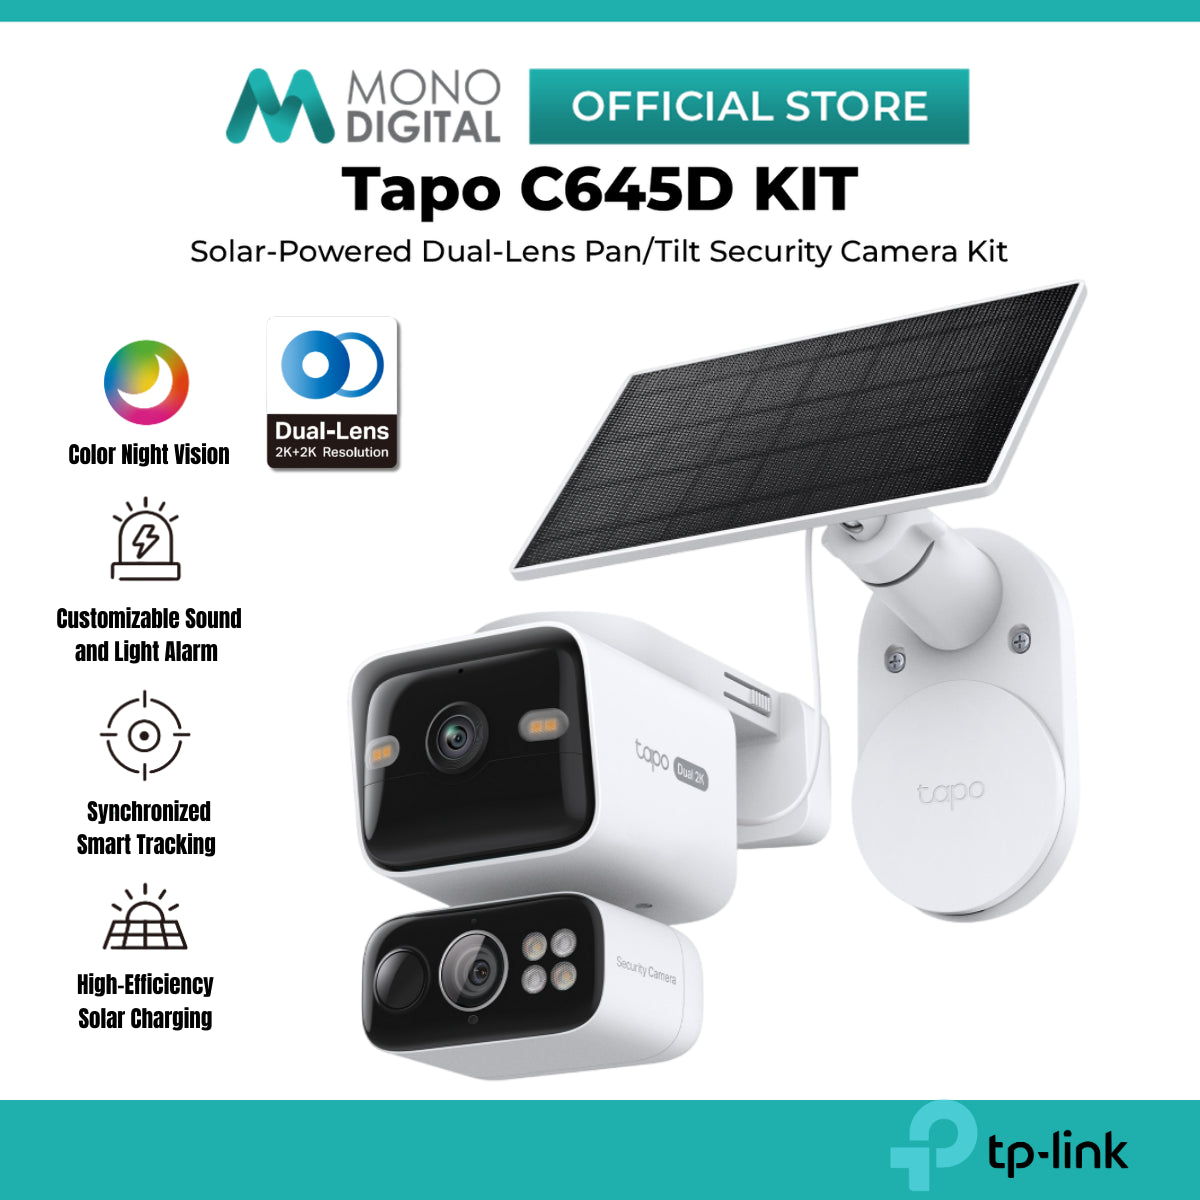 MONO
DIGITAL
OFFICIAL STORE
Tapo C645D KIT
Solar-Powered Dual-Lens Pan/Tilt Security Camera Kit
Dual-Lens
2K+2K Resolution
Color Night Vision
Customizable Sound
and Light Alarm
Synchronized
Smart Tracking
High-Efficiency
Solar Charging
tapo Dual 2K
tapo
Security Camera
tp-link